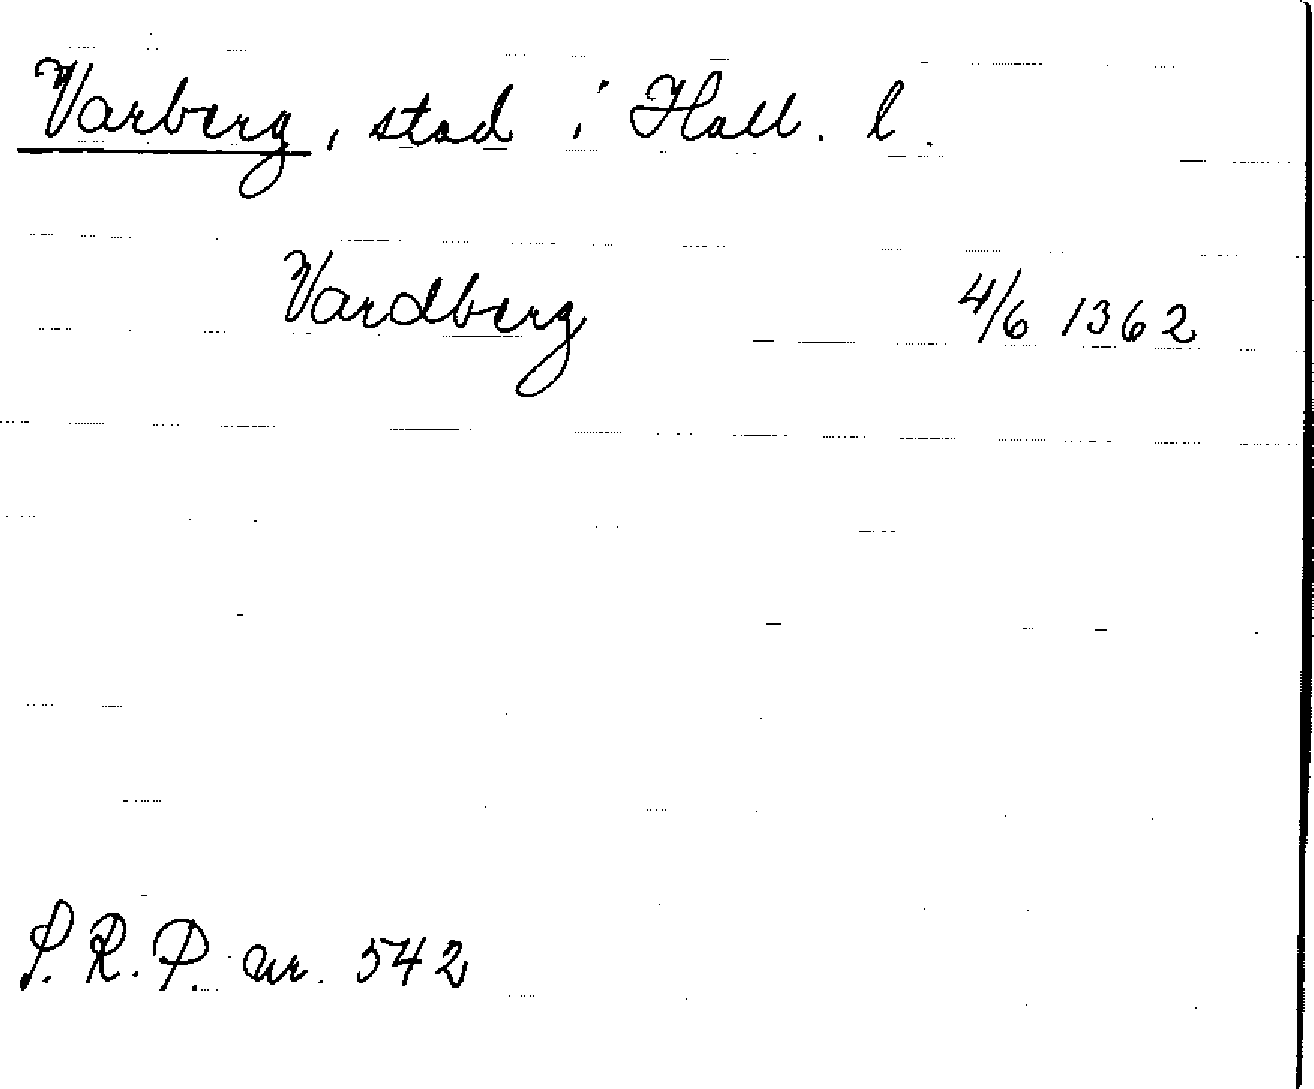 Varberg, stad i Hall. l.
Vardberg 4/6 1362
S.R.P. nr. 542